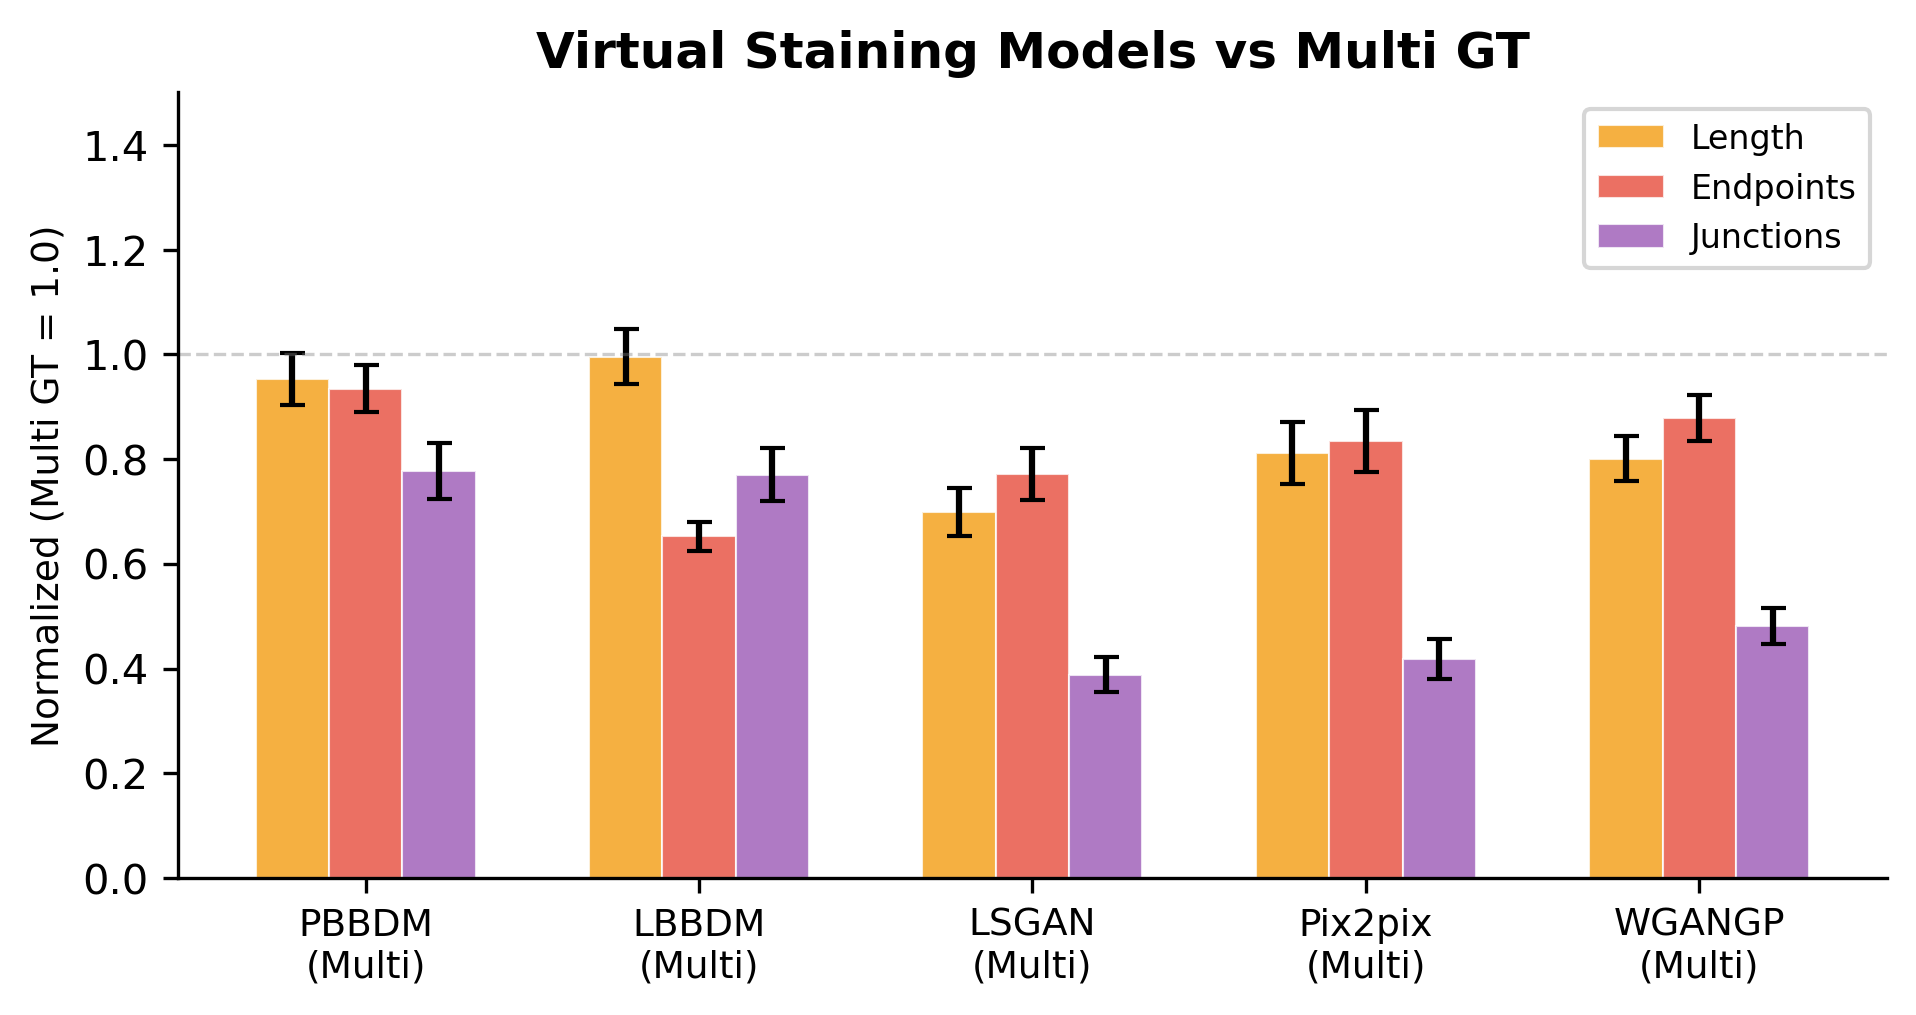 Virtual Staining Models vs Multi GT
Normalized (Multi GT = 1.0)
1.4
1.2
1.0
0.8
0.6
0.4
0.2
0.0
Length
Endpoints
Junctions
PBBDM
(Multi)
LBBDM
(Multi)
LSGAN
(Multi)
Pix2pix
(Multi)
WGANGP
(Multi)